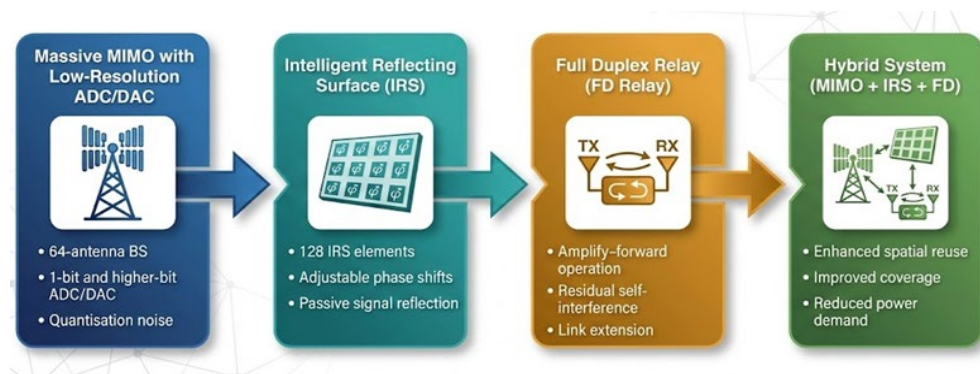 Massive MIMO with
Low-Resolution
ADC/DAC
• 64-antenna BS
• 1-bit and higher-bit
ADC/DAC
• Quantisation noise
Intelligent Reflecting
Surface (IRS)
φ φ φ φ
φ φ φ φ
φ φ φ φ
• 128 IRS elements
• Adjustable phase shifts
• Passive signal reflection
Full Duplex Relay
(FD Relay)
TX RX
• Amplify–forward
operation
• Residual self-
interference
• Link extension
Hybrid System
(MIMO + IRS + FD)
TX RX
• Enhanced spatial reuse
• Improved coverage
• Reduced power
demand